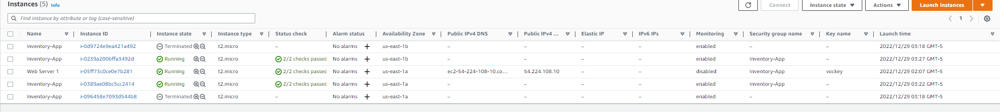 Instances (5) Info Connect Instance state Actions Launch instances
Find instance by attribute or tag (case-sensitive) 1
Name Instance ID Instance state Instance type Status check Alarm status Availability Zone Public IPv4 DNS Public IPv4 ... Elastic IP IPv6 IPs Monitoring Security group name Key name Launch time
Inventory-App i-0d9724e9ea421a492 Terminated t2.micro – No alarms + us-east-1b – – – – enabled – – 2022/12/29 03:18 GMT-5
Inventory-App i-0239a200bffa3492d Running t2.micro 2/2 checks passed No alarms + us-east-1b – – – – enabled Inventory-App – 2022/12/29 03:27 GMT-5
Web Server 1 i-05ff73c0ce0e7b281 Running t2.micro 2/2 checks passed No alarms + us-east-1a ec2-54-224-108-10.co... 54.224.108.10 – – disabled Inventory-App vockey 2022/12/29 02:07 GMT-5
Inventory-App i-0389ae08bc5cc2414 Running t2.micro 2/2 checks passed No alarms + us-east-1a – – – – enabled Inventory-App – 2022/12/29 03:22 GMT-5
Inventory-App i-096458e7093d544b8 Terminated t2.micro – No alarms + us-east-1a – – – – enabled – – 2022/12/29 03:18 GMT-5